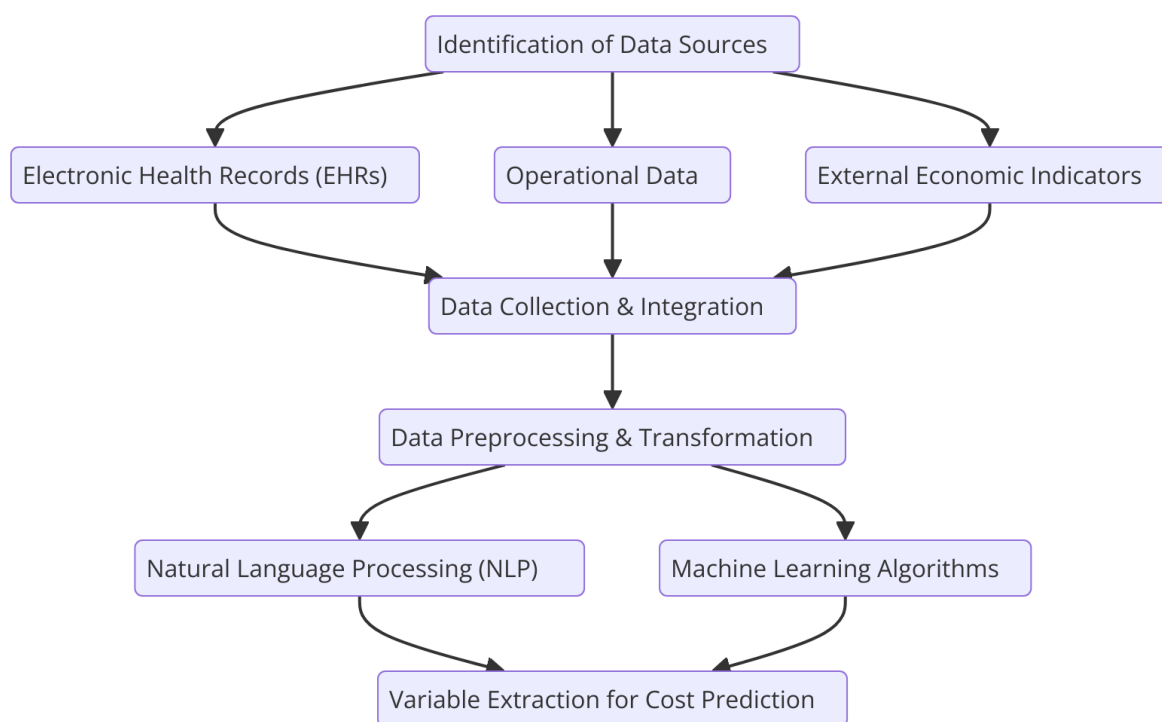 Identification of Data Sources
Electronic Health Records (EHRs)
Operational Data
External Economic Indicators
Data Collection & Integration
Data Preprocessing & Transformation
Natural Language Processing (NLP)
Machine Learning Algorithms
Variable Extraction for Cost Prediction